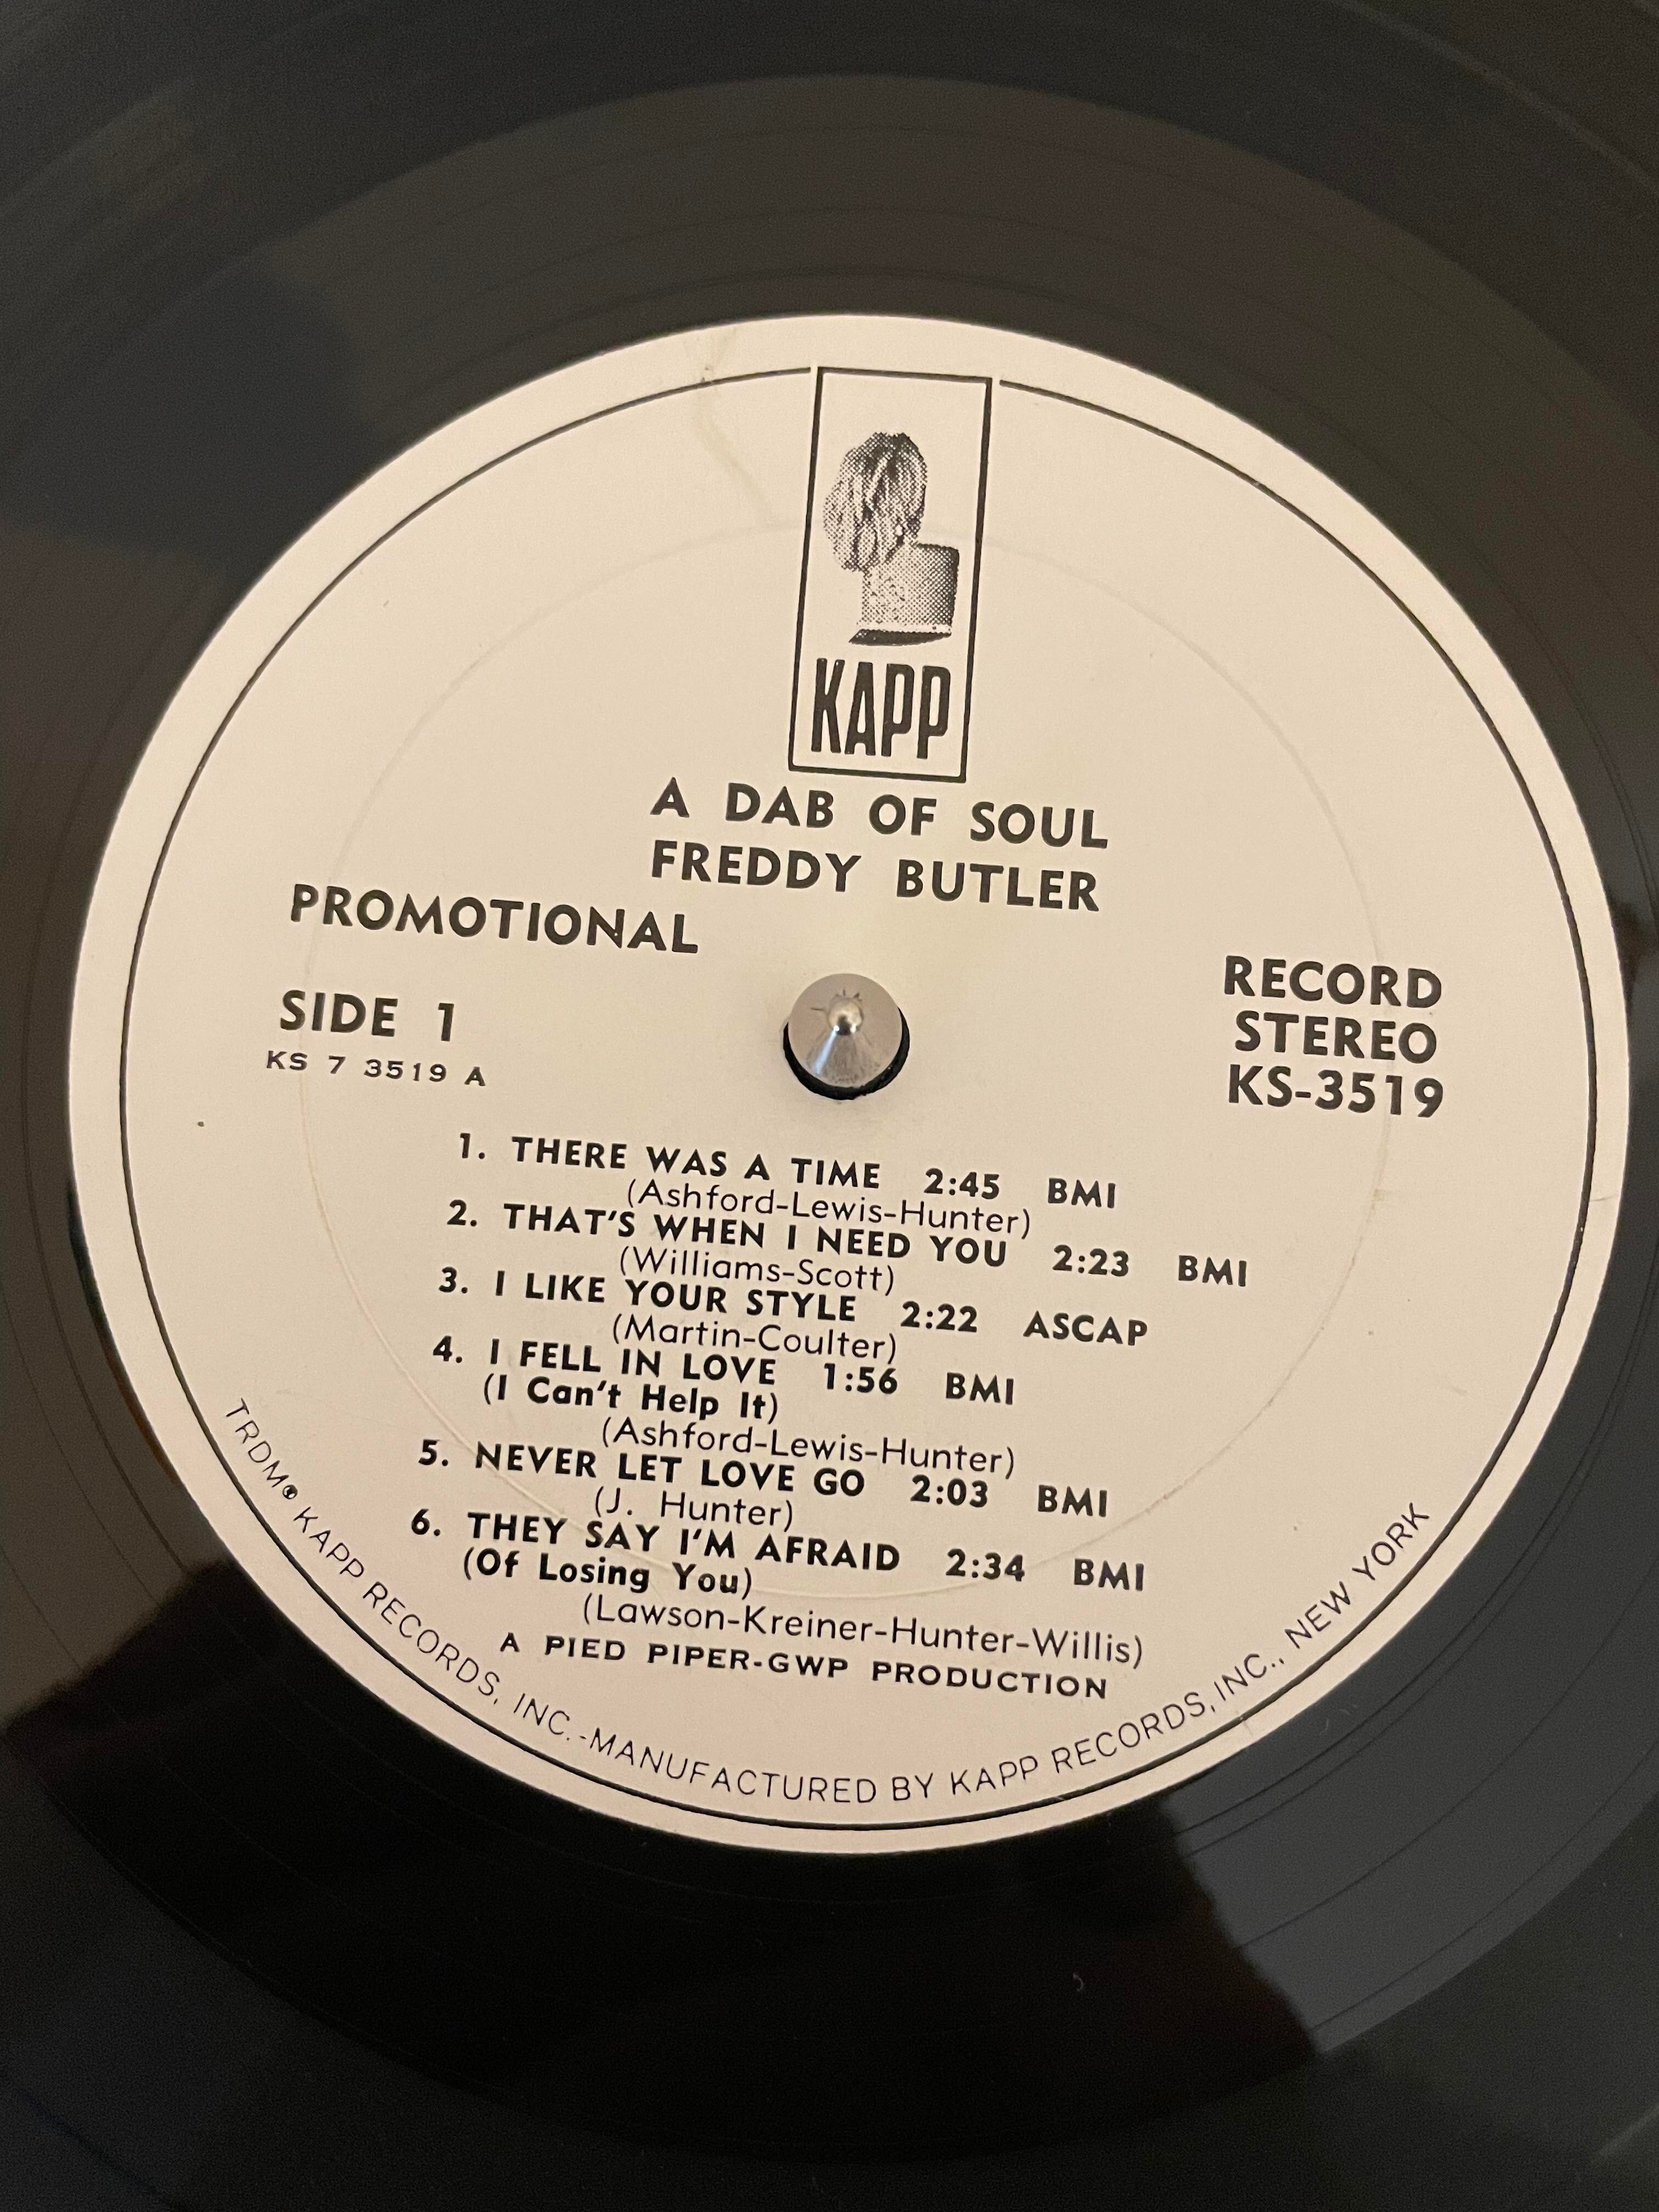 KAPP
A DAB OF SOUL
FREDDY BUTLER
PROMOTIONAL
SIDE 1
KS 7 3519 A
RECORD
STEREO
KS-3519
1. THERE WAS A TIME 2:45 BMI
(Ashford-Lewis-Hunter)
2. THAT'S WHEN I NEED YOU 2:23 BMI
(Williams-Scott)
3. I LIKE YOUR STYLE 2:22 ASCAP
(Martin-Coulter)
4. I FELL IN LOVE 1:56 BMI
(I Can't Help It)
(Ashford-Lewis-Hunter)
5. NEVER LET LOVE GO 2:03 BMI
(J. Hunter)
6. THEY SAY I'M AFRAID 2:34 BMI
(Of Losing You)
(Lawson-Kreiner-Hunter-Willis)
A PIED PIPER-GWP PRODUCTION
TRDM® KAPP RECORDS, INC.-MANUFACTURED BY KAPP RECORDS, INC., NEW YORK